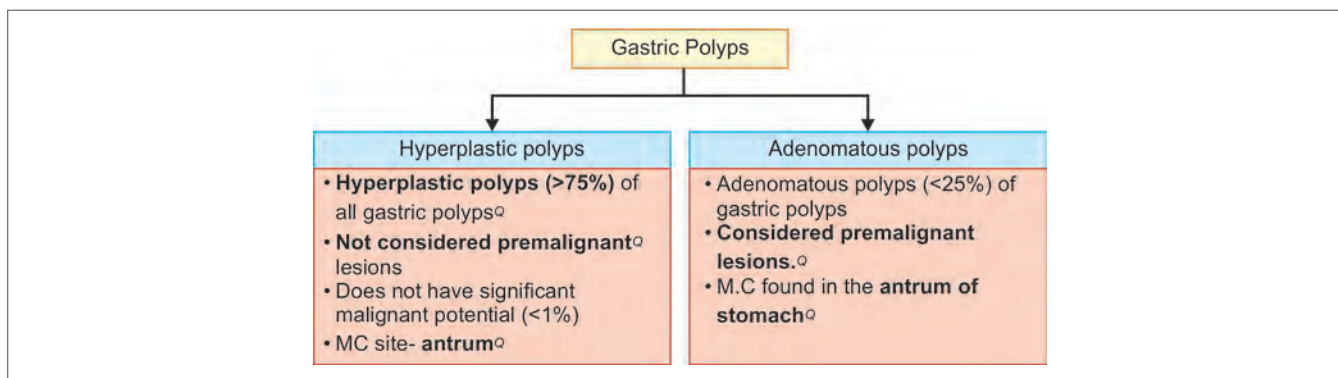 Gastric Polyps
Hyperplastic polyps
• Hyperplastic polyps (>75%) of
all gastric polypsQ
• Not considered premalignantQ
lesions
• Does not have significant
malignant potential (<1%)
• MC site- antrumQ
Adenomatous polyps
• Adenomatous polyps (<25%) of
gastric polyps
• Considered premalignant
lesions.Q
• M.C found in the antrum of
stomachQ